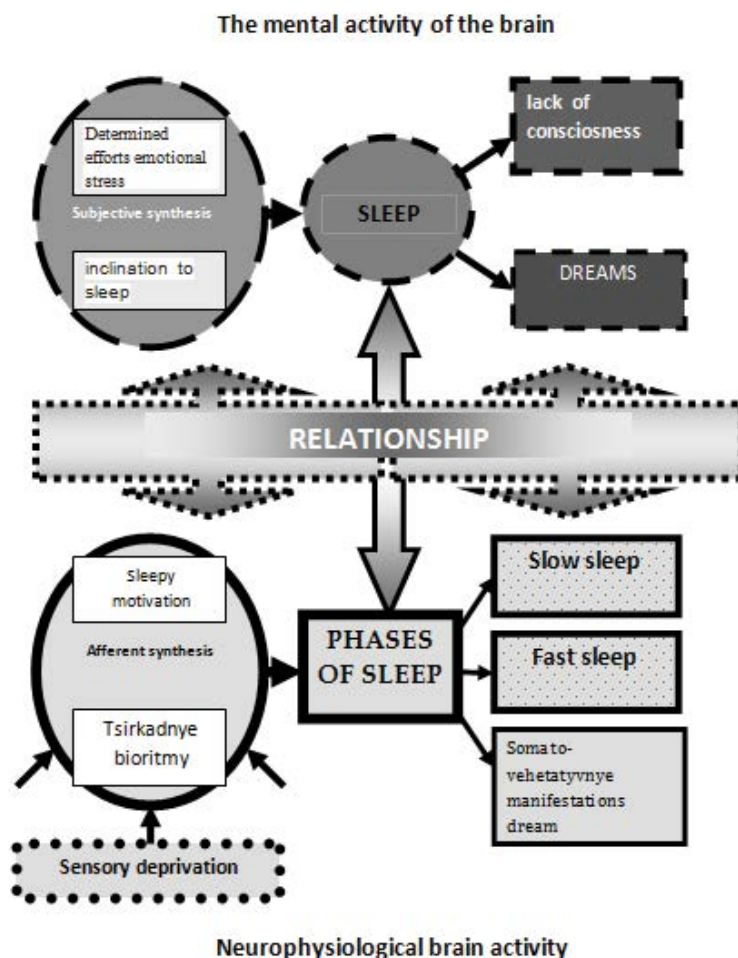 The mental activity of the brain
Determined
efforts emotional
stress
Subjective synthesis
inclination to
sleep
SLEEP
lack of
consciosness
DREAMS
RELATIONSHIP
Sleepy
motivation
Afferent synthesis
Tsirkadnye
bioritmy
Sensory deprivation
PHASES
OF SLEEP
Slow sleep
Fast sleep
Somato-
vehetatyvnye
manifestations
dream
Neurophysiological brain activity